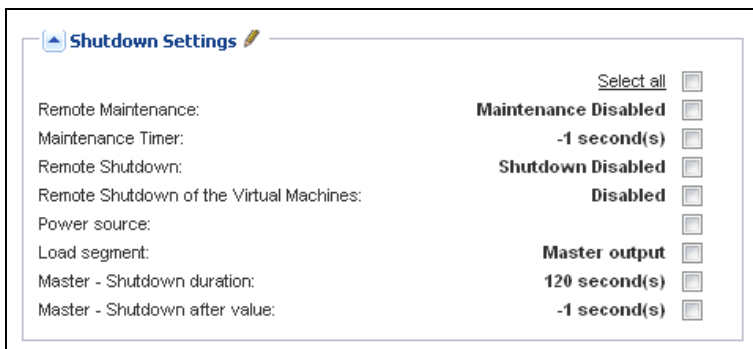 Shutdown Settings
Select all
Remote Maintenance: Maintenance Disabled
Maintenance Timer: -1 second(s)
Remote Shutdown: Shutdown Disabled
Remote Shutdown of the Virtual Machines: Disabled
Power source:
Load segment: Master output
Master - Shutdown duration: 120 second(s)
Master - Shutdown after value: -1 second(s)